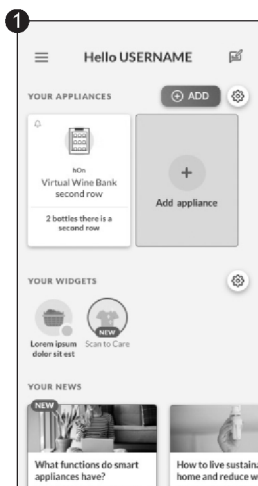 1
Hello USERNAME
YOUR APPLIANCES
ADD
hOn
Virtual Wine Bank
second row
2 bottles there is a
second row
+
Add appliance
YOUR WIDGETS
NEW
Lorem ipsum
dolor sit est
Scan to Care
YOUR NEWS
NEW
What functions do smart
appliances have?
How to live sustaina
home and reduce w